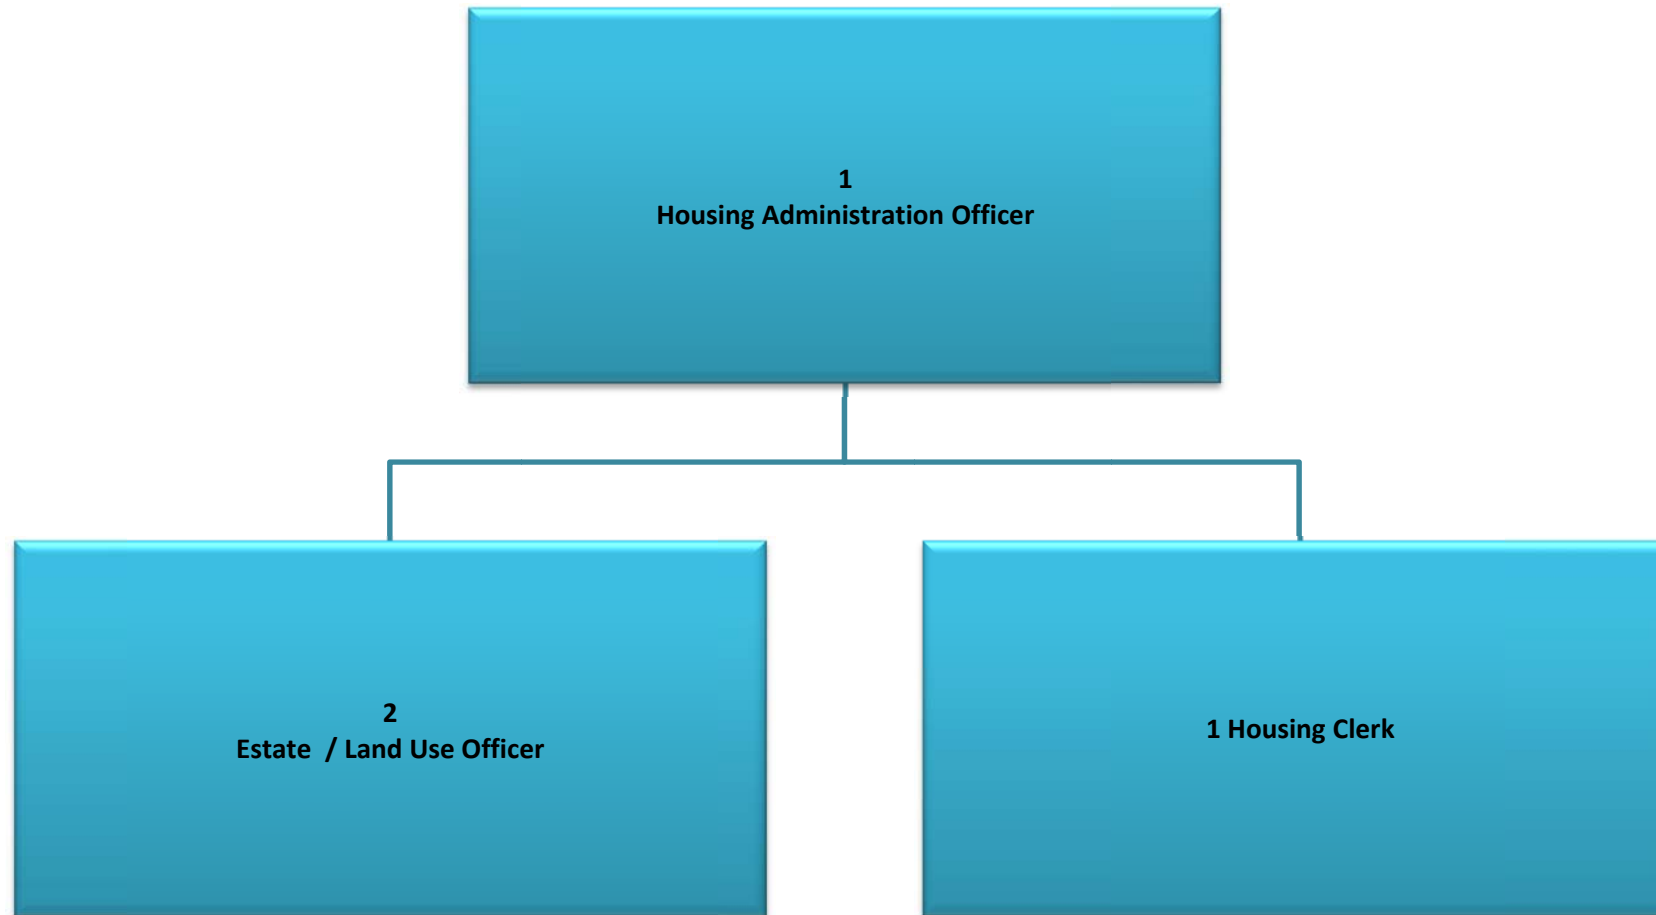 1
Housing Administration Officer
2
Estate  / Land Use Officer
1 Housing Clerk